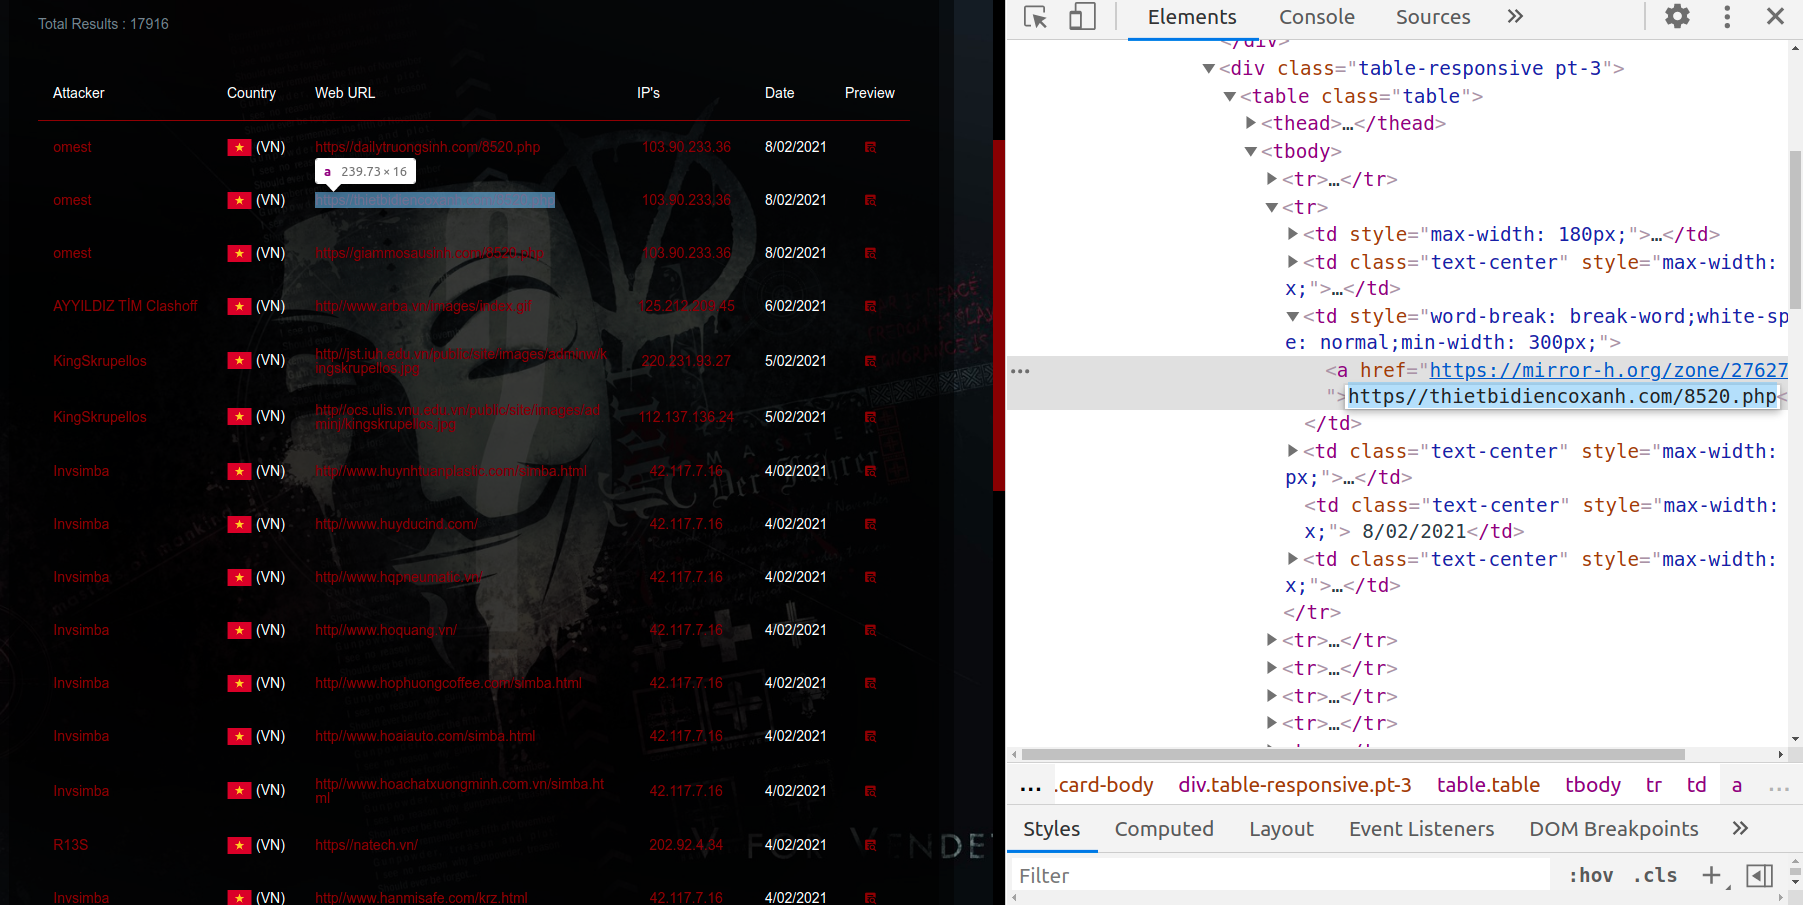 Total Results : 17916
Attacker Country Web URL IP's Date Preview
omest (VN) https//dailytruongsinh.com/8520.php 103.90.233.36 8/02/2021
a 239.73 × 16
omest (VN) https//thietbidiencoxanh.com/8520.php 103.90.233.36 8/02/2021
omest (VN) https//giammosausinh.com/8520.php 103.90.233.36 8/02/2021
AYYILDIZ TİM Clashoff (VN) http//www.arba.vn/images/index.gif 125.212.209.45 6/02/2021
KingSkrupellos (VN) http//jst.iuh.edu.vn/public/site/images/adminw/k
ingskrupellos.jpg 220.231.93.27 5/02/2021
KingSkrupellos (VN) http//ocs.ulis.vnu.edu.vn/public/site/images/ad
minj/kingskrupellos.jpg 112.137.136.24 5/02/2021
Invsimba (VN) http//www.huynhtuanplastic.com/simba.html 42.117.7.16 4/02/2021
Invsimba (VN) http//www.huyducind.com/ 42.117.7.16 4/02/2021
Invsimba (VN) http//www.hqpneumatic.vn/ 42.117.7.16 4/02/2021
Invsimba (VN) http//www.hoquang.vn/ 42.117.7.16 4/02/2021
Invsimba (VN) http//www.hophuongcoffee.com/simba.html 42.117.7.16 4/02/2021
Invsimba (VN) http//www.hoaiauto.com/simba.html 42.117.7.16 4/02/2021
Invsimba (VN) http//www.hoachatxuongminh.com.vn/simba.ht
ml 42.117.7.16 4/02/2021
R13S (VN) https//natech.vn/ 202.92.4.34 4/02/2021
Invsimba (VN) http//www.hanmisafe.com/krz.html 42.117.7.16 4/02/2021
MASTER
Der Führer
V FOR VENDET
Elements Console Sources »
</div>
<div class="table-responsive pt-3">
<table class="table">
<thead>…</thead>
<tbody>
<tr>…</tr>
<tr>
<td style="max-width: 180px;">…</td>
<td class="text-center" style="max-width:
x;">…</td>
<td style="word-break: break-word;white-sp
e: normal;min-width: 300px;">
<a href="https://mirror-h.org/zone/27627
">https//thietbidiencoxanh.com/8520.php<
</td>
<td class="text-center" style="max-width:
px;">…</td>
<td class="text-center" style="max-width:
x;"> 8/02/2021</td>
<td class="text-center" style="max-width:
x;">…</td>
</tr>
<tr>…</tr>
<tr>…</tr>
<tr>…</tr>
<tr>…</tr>
... .card-body div.table-responsive.pt-3 table.table tbody tr td a ...
Styles Computed Layout Event Listeners DOM Breakpoints »
Filter :hov .cls +